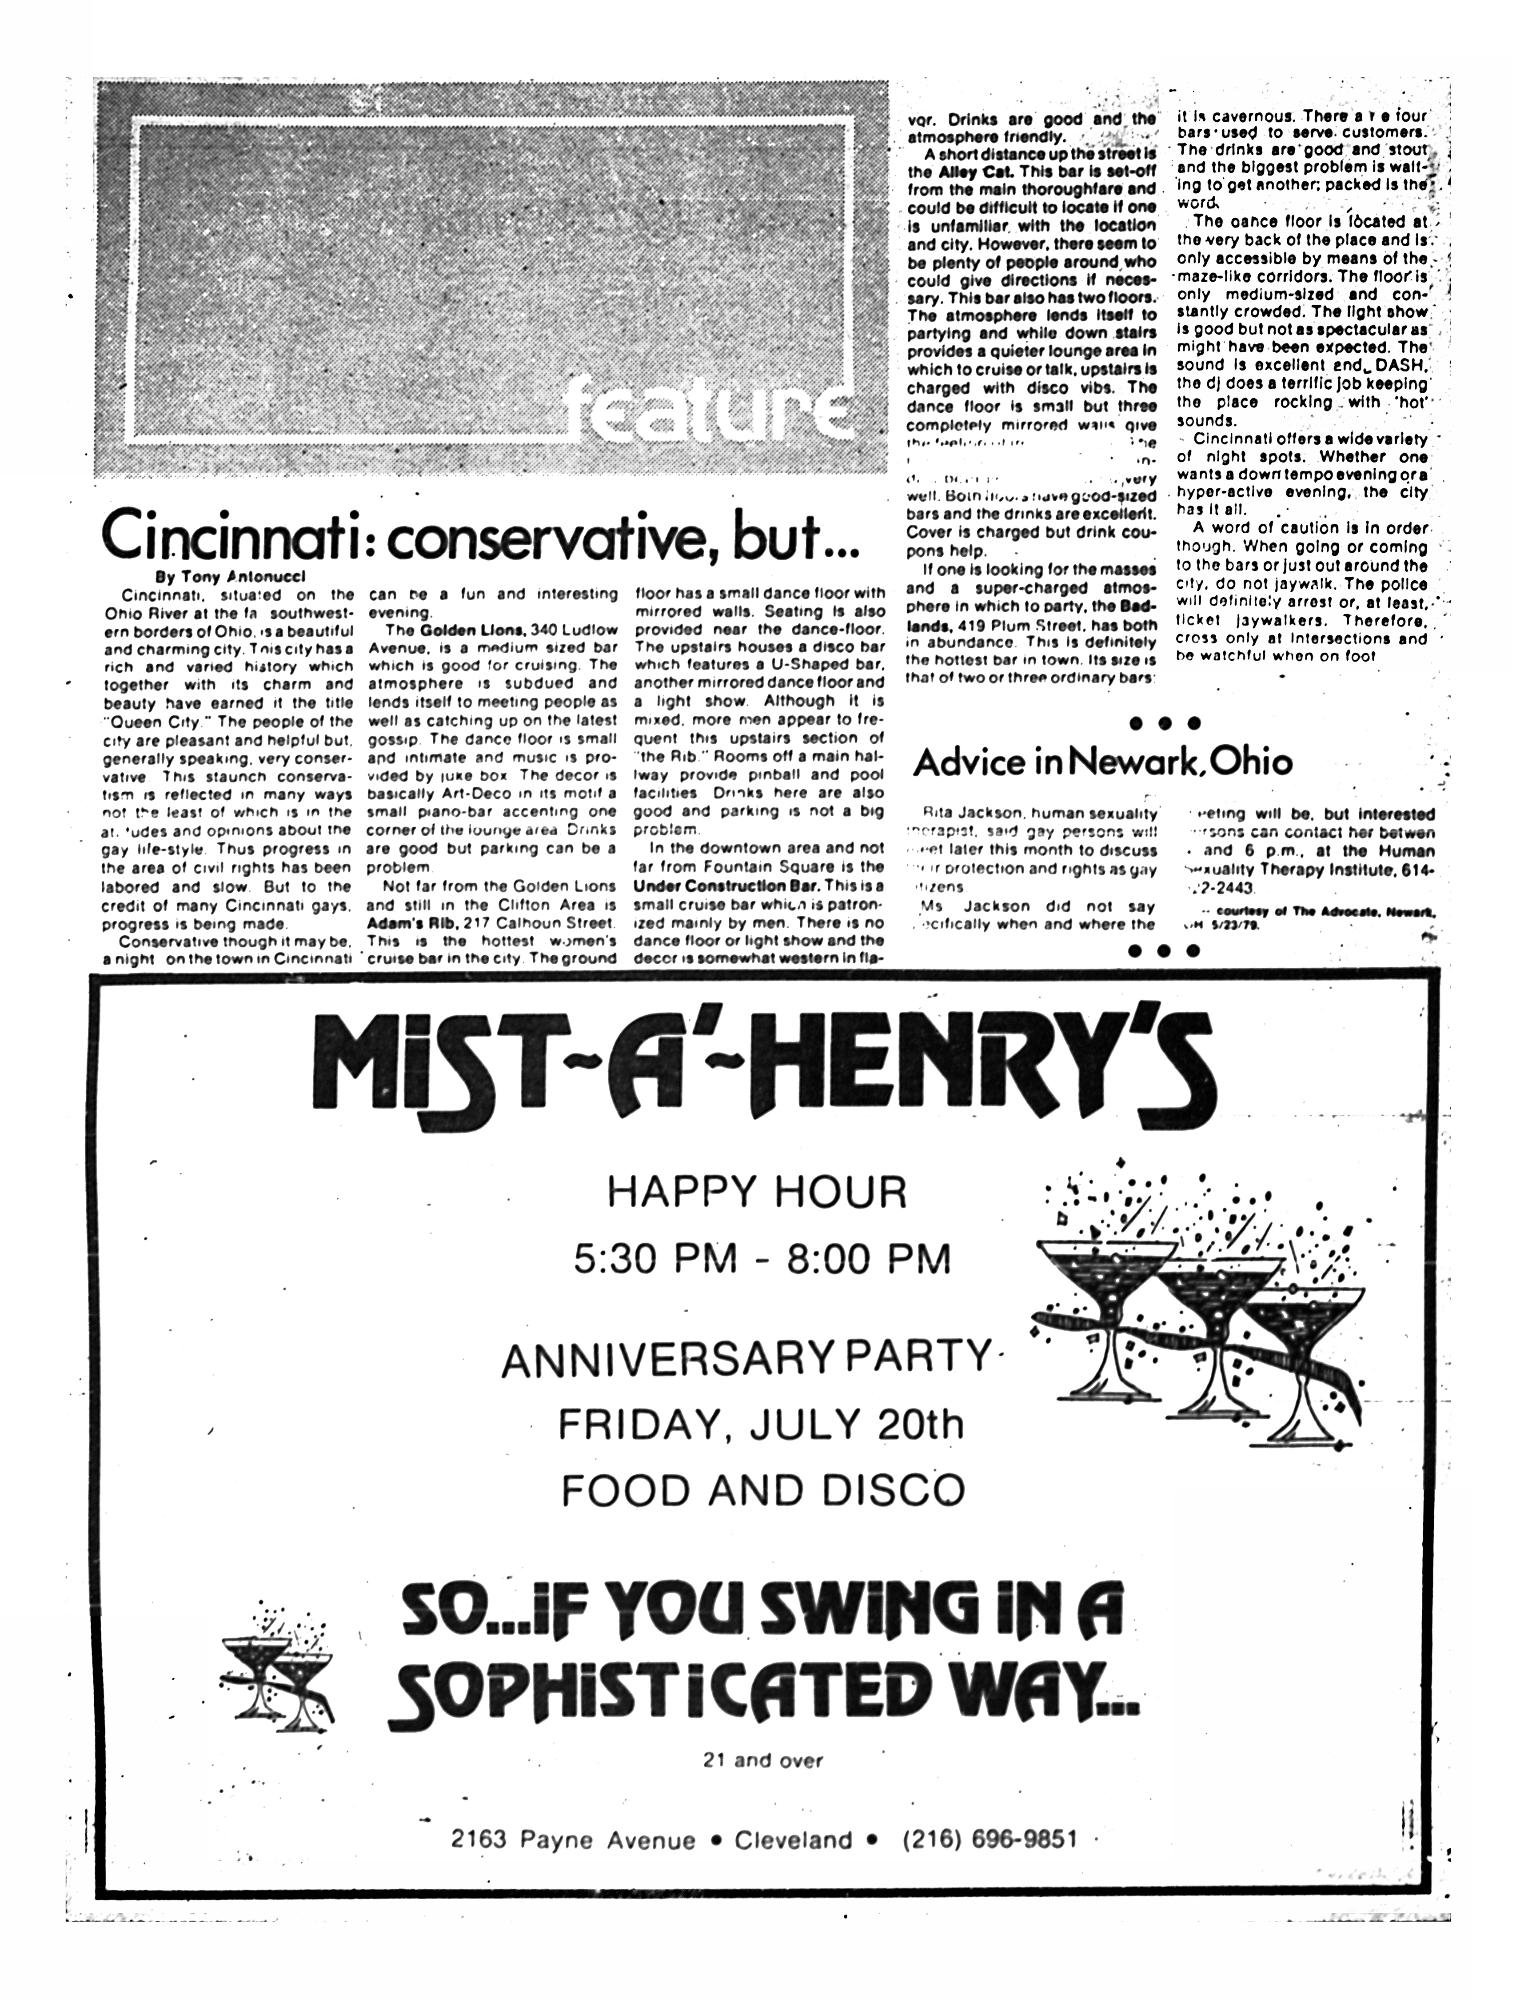 feature
Cincinnati: conservative, but...
By Tony Antonucci
Cincinnati, situated on the
Ohio River at the fa southwest-
ern borders of Ohio, is a beautiful
and charming city. This city has a
rich and varied history which
together with its charm and
beauty have earned it the title
"Queen City." The people of the
city are pleasant and helpful but,
generally speaking, very conser-
vative. This staunch conserva-
tism is reflected in many ways
not the least of which is in the
at. 'udes and opinions about the
gay life-style. Thus progress in
the area of civil rights has been
labored and slow. But to the
credit of many Cincinnati gays,
progress is being made.
Conservative though it may be,
a night on the town in Cincinnati
can be a fun and interesting
evening.
The Golden Lions, 340 Ludlow
Avenue, is a medium sized bar
which is good for cruising. The
atmosphere is subdued and
lends itself to meeting people as
well as catching up on the latest
gossip. The dance floor is small
and intimate and music is pro-
vided by juke box. The decor is
basically Art-Deco in its motif a
small piano-bar accenting one
corner of the lounge area. Drinks
are good but parking can be a
problem.
Not far from the Golden Lions
and still in the Clifton Area is
Adam's Rib, 217 Calhoun Street.
This is the hottest women's
cruise bar in the city. The ground
floor has a small dance floor with
mirrored walls. Seating is also
provided near the dance-floor.
The upstairs houses a disco bar
which features a U-Shaped bar,
another mirrored dance floor and
a light show. Although it is
mixed, more men appear to fre-
quent this upstairs section of
"the Rib." Rooms off a main hal-
lway provide pinball and pool
facilities. Drinks here are also
good and parking is not a big
problem.
In the downtown area and not
far from Fountain Square is the
Under Construction Bar. This is a
small cruise bar which is patron-
ized mainly by men. There is no
dance floor or light show and the
decor is somewhat western in fla-
vor. Drinks are good and the
atmosphere friendly.
A short distance up the street is
the Alley Cat. This bar is set-off
from the main thoroughfare and
could be difficult to locate if one
is unfamiliar with the location
and city. However, there seem to
be plenty of people around who
could give directions if neces-
sary. This bar also has two floors.
The atmosphere lends itself to
partying and while down stairs
provides a quieter lounge area in
which to cruise or talk, upstairs is
charged with disco vibs. The
dance floor is small but three
completely mirrored walls give
the
in-
very
well. Both floors have good-sized
bars and the drinks are excellent.
Cover is charged but drink cou-
pons help.
If one is looking for the masses
and a super-charged atmos-
phere in which to party, the Bad-
lands, 419 Plum Street, has both
in abundance. This is definitely
the hottest bar in town. Its size is
that of two or three ordinary bars:
it is cavernous. There a r e four
bars used to serve customers.
The drinks are good and stout
and the biggest problem is wait-
ing to get another; packed is the
word.
The dance floor is located at
the very back of the place and is
only accessible by means of the
maze-like corridors. The floor is
only medium-sized and con-
stantly crowded. The light show
is good but not as spectacular as
might have been expected. The
sound is excellent and, DASH,
the dj does a terrific job keeping
the place rocking with 'hot'
sounds.
Cincinnati offers a wide variety
of night spots. Whether one
wants a down tempo evening or a
hyper-active evening, the city
has it all.
A word of caution is in order
though. When going or coming
to the bars or just out around the
city, do not jaywalk. The police
will definitely arrest or, at least,
ticket jaywalkers. Therefore,
cross only at intersections and
be watchful when on foot
● ● ●
Advice in Newark, Ohio
Rita Jackson, human sexuality
therapist, said gay persons will
meet later this month to discuss
protection and rights as gay
citizens.
Ms Jackson did not say
specifically when and where the
meeting will be, but interested
persons can contact her betwen
and 6 p.m., at the Human
Sexuality Therapy Institute, 614-
2-2443.
-- courtesy of The Advocate, Newark,
OH 5/23/79.
● ● ●
MIST~A'~HENRY'S
HAPPY HOUR
5:30 PM - 8:00 PM
ANNIVERSARY PARTY
FRIDAY, JULY 20th
FOOD AND DISCO
SO...IF YOU SWING IN A
SOPHISTICATED WAY...
21 and over
2163 Payne Avenue ● Cleveland ● (216) 696-9851